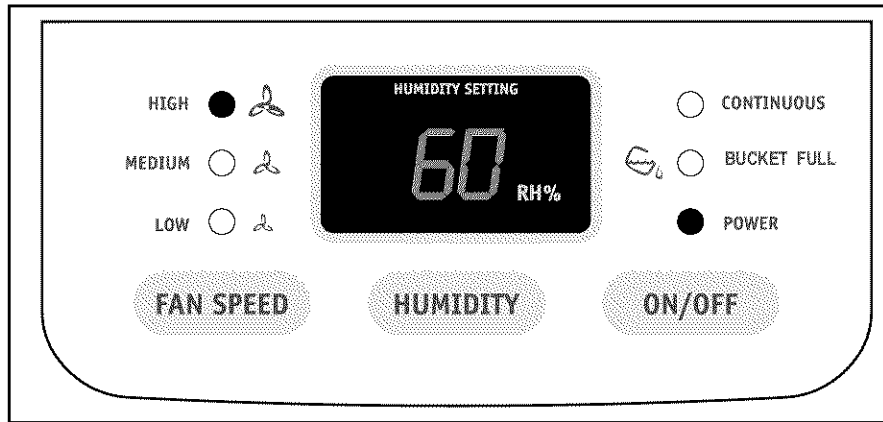 HUMIDITY SETTING
HIGH
CONTINUOUS
60
MEDIUM
BUCKET FULL
RH%
LOW
POWER
FAN SPEED
HUMIDITY
ON/OFF